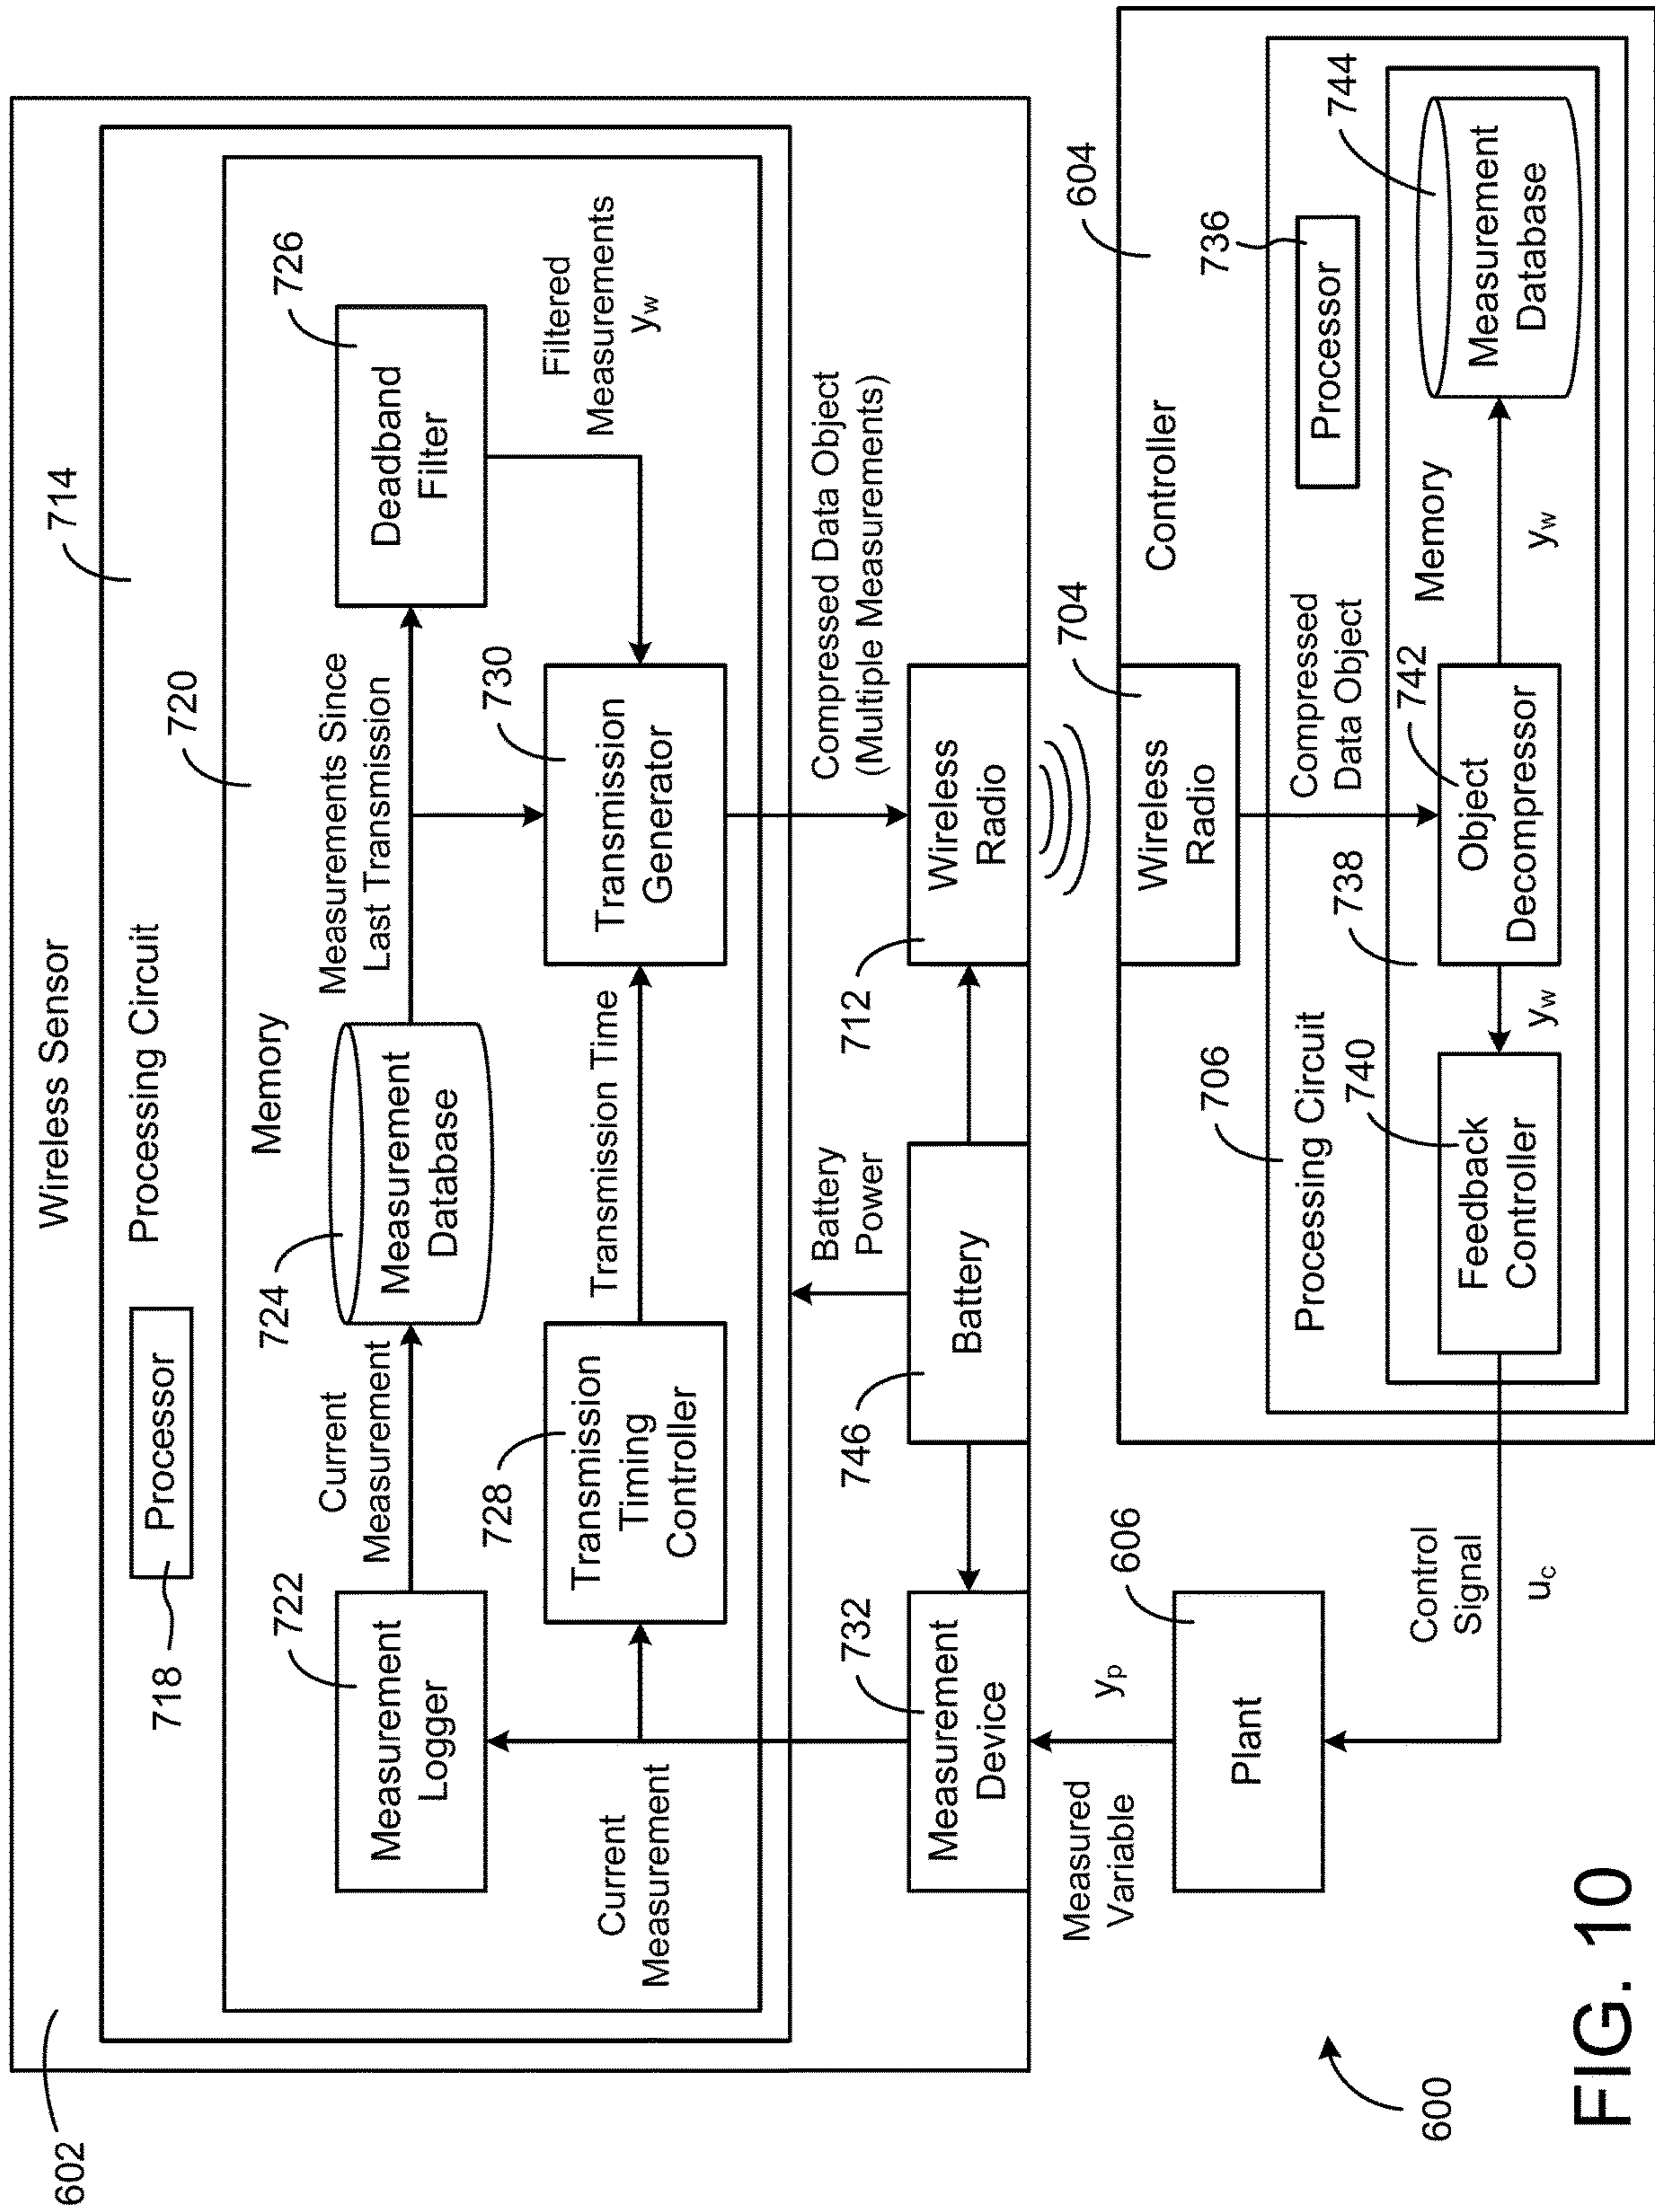 602
Wireless Sensor
714
Processing Circuit
718
Processor
720
Memory
722
Measurement
Logger
Current
Measurement
724
Measurement
Database
Measurements Since
Last Transmission
726
Deadband
Filter
Filtered
Measurements
yw
Current
Measurement
728
Transmission
Timing
Controller
Transmission Time
730
Transmission
Generator
Compressed Data Object
(Multiple Measurements)
Battery
Power
732
Measurement
Device
746
Battery
712
Wireless
Radio
Measured
Variable
yp
606
Plant
Control
Signal
uc
604
Controller
704
Wireless
Radio
706
Processing Circuit
736
Processor
Compressed
Data Object
738
Memory
740
Feedback
Controller
yw
742
Object
Decompressor
yw
744
Measurement
Database
600
FIG. 10